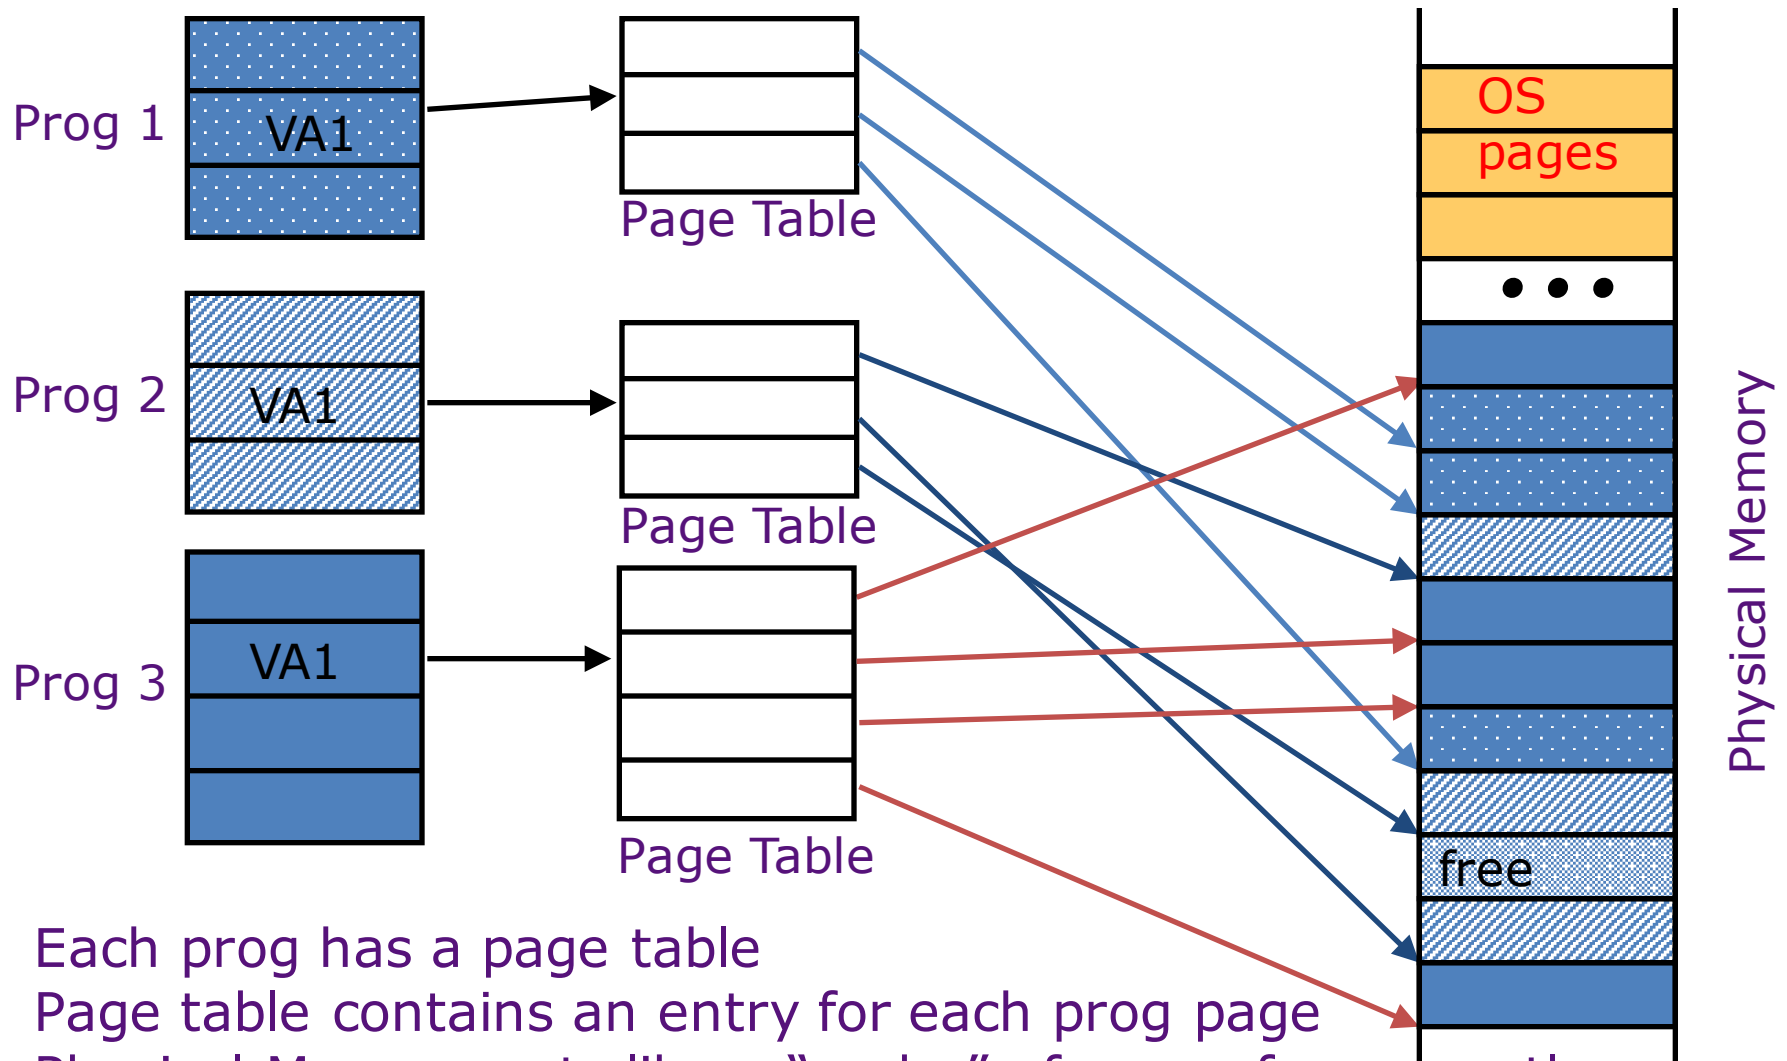 Prog 1
VA1
Page Table
Prog 2
VA1
Page Table
Prog 3
VA1
Page Table
OS
pages
• • •
free
Physical Memory
Each prog has a page table
Page table contains an entry for each prog page